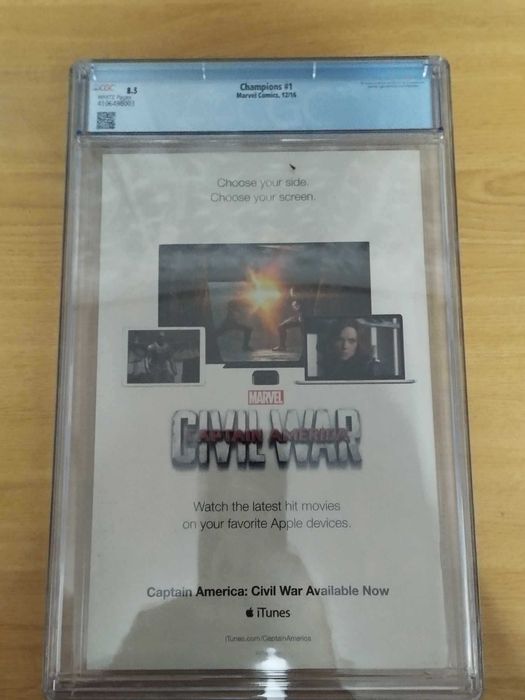 CGC 8.5
WHITE Pages
4106498003
Champions #1
Marvel Comics, 12/16
Choose your side.
Choose your screen.
MARVEL
CAPTAIN AMERICA
CIVIL WAR
Watch the latest hit movies
on your favorite Apple devices.
Captain America: Civil War Available Now
iTunes
iTunes.com/CaptainAmerica